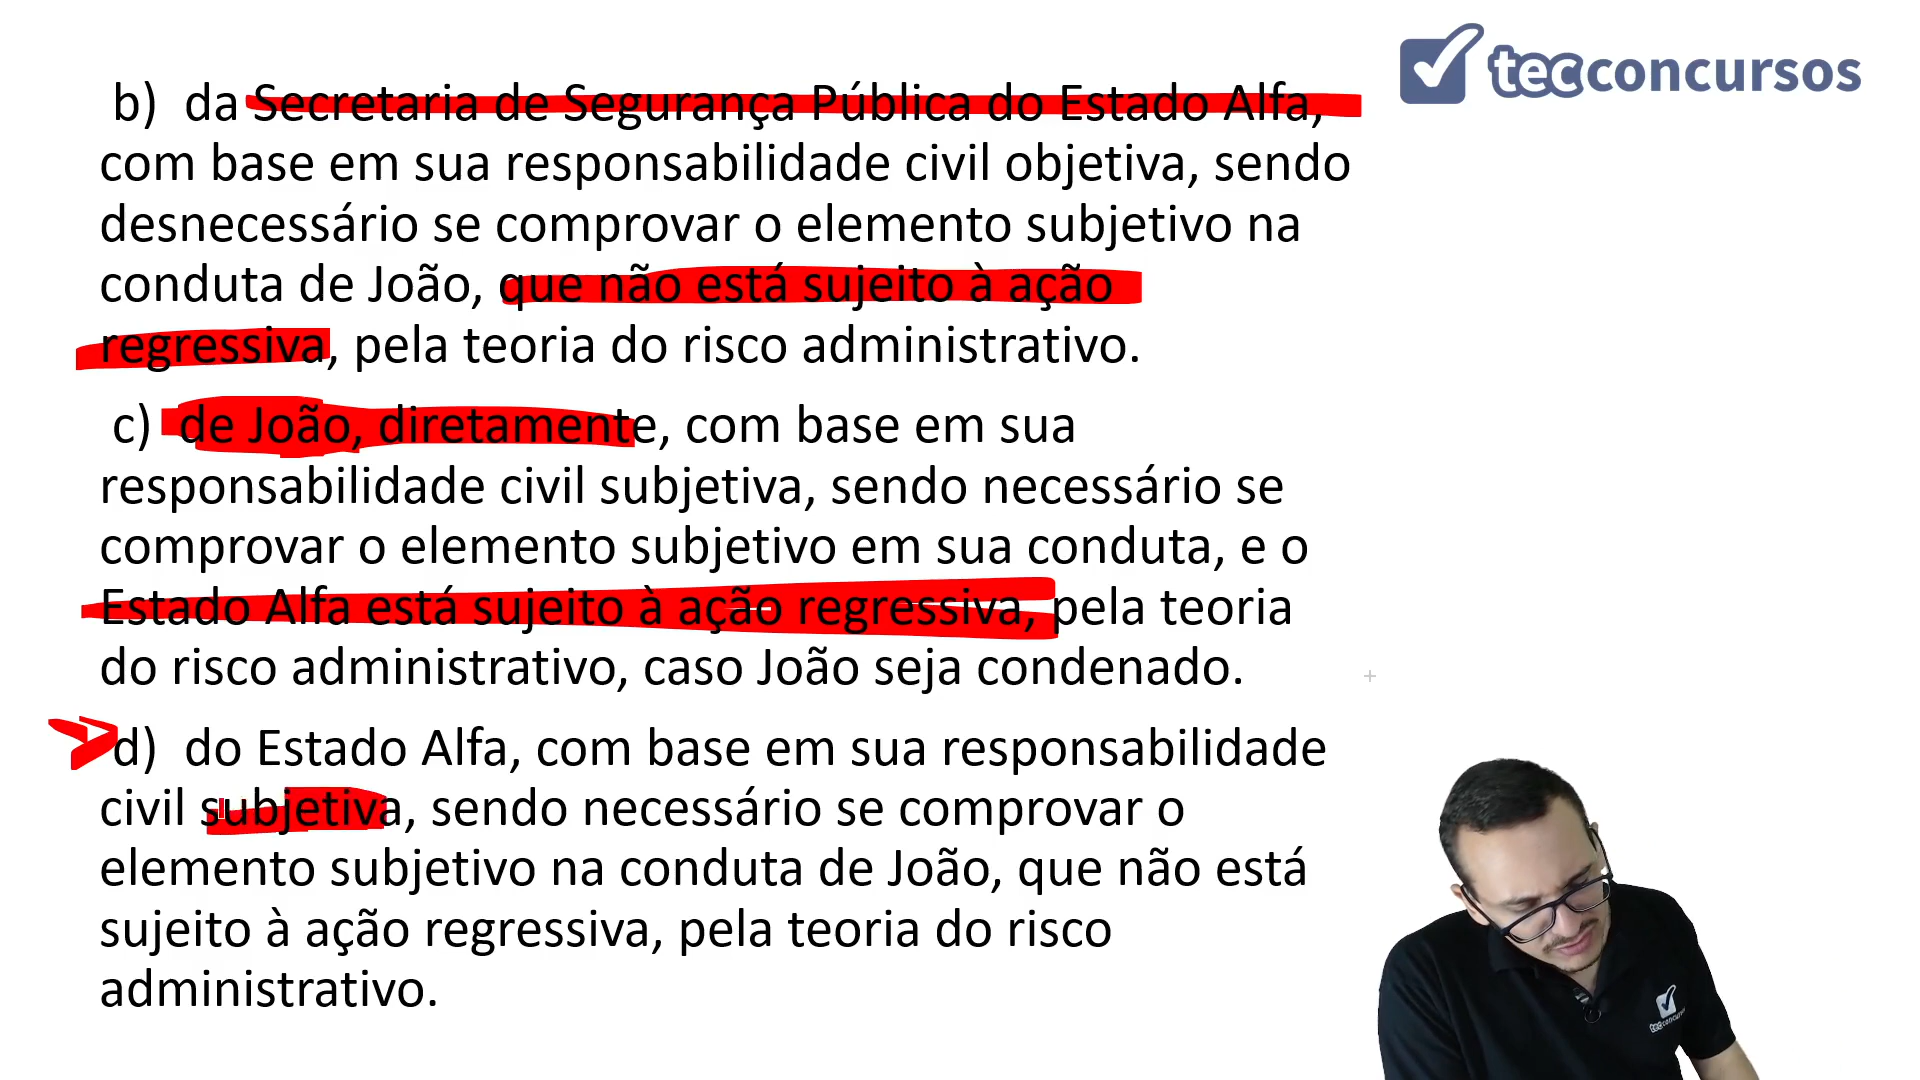 tecconcursos
b) da Secretaria de Segurança Pública do Estado Alfa,
com base em sua responsabilidade civil objetiva, sendo
desnecessário se comprovar o elemento subjetivo na
conduta de João, que não está sujeito à ação
regressiva, pela teoria do risco administrativo.
c) de João, diretamente, com base em sua
responsabilidade civil subjetiva, sendo necessário se
comprovar o elemento subjetivo em sua conduta, e o
Estado Alfa está sujeito à ação regressiva, pela teoria
do risco administrativo, caso João seja condenado.
d) do Estado Alfa, com base em sua responsabilidade
civil subjetiva, sendo necessário se comprovar o
elemento subjetivo na conduta de João, que não está
sujeito à ação regressiva, pela teoria do risco
administrativo.
tecconcursos